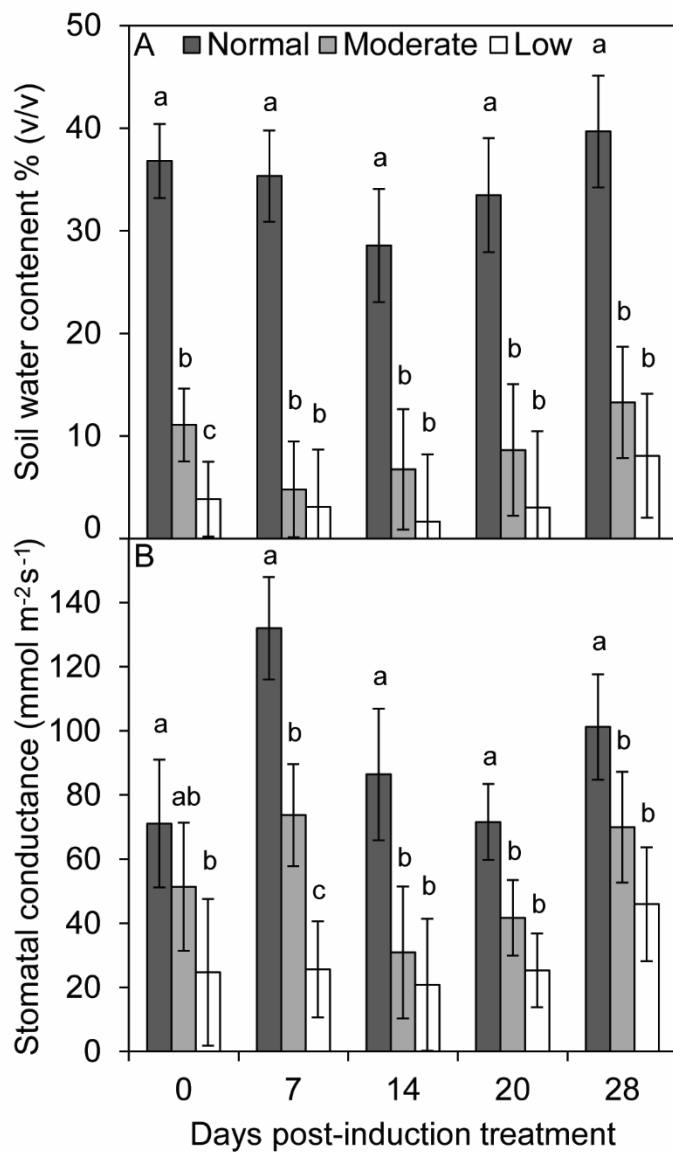 A Normal Moderate Low
Soil water contenent % (v/v)
50
40
30
20
10
0
a a a a a
b b b b b
c b b b b
B
Stomatal conductance (mmol m-2s-1)
140
120
100
80
60
40
20
0
a a a a a
ab b b b b
b c b b b
0 7 14 20 28
Days post-induction treatment